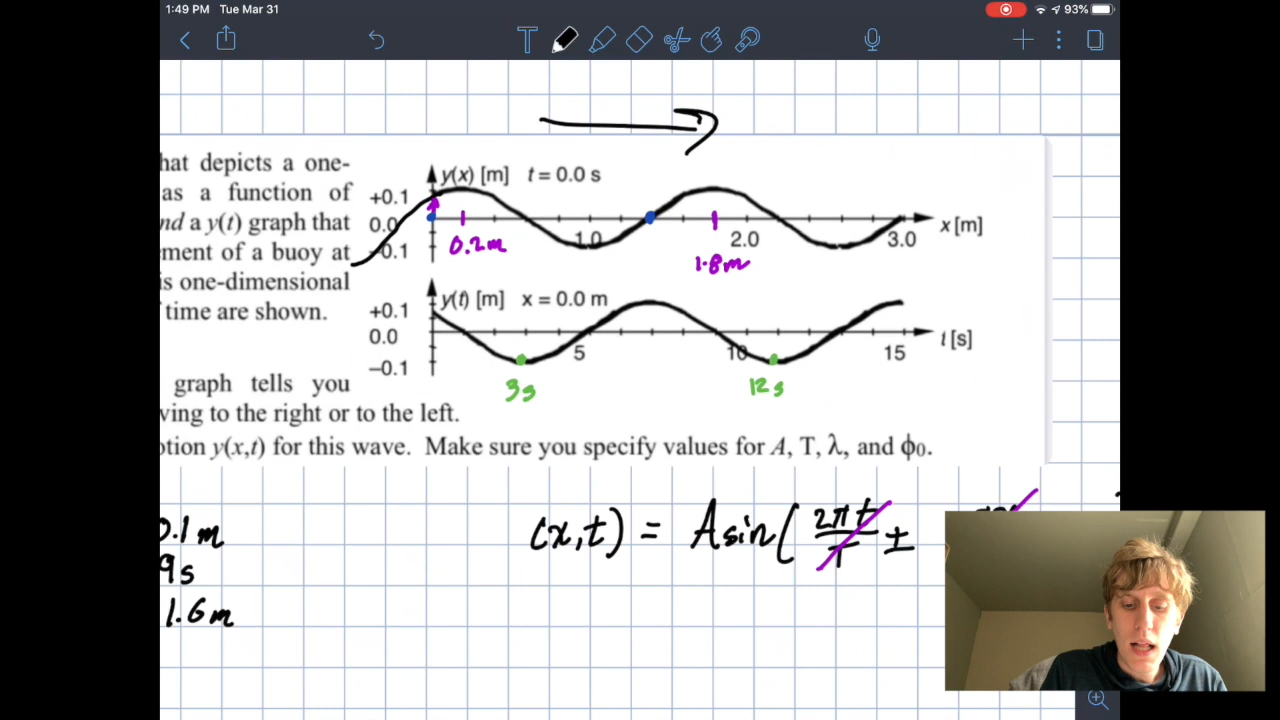 1:49 PM Tue Mar 31
93%
hat depicts a one-
as a function of
nd a y(t) graph that
ment of a buoy at
is one-dimensional
time are shown.
graph tells you
ving to the right or to the left.
otion y(x,t) for this wave. Make sure you specify values for A, T, λ, and ϕ₀.
y(x) [m] t = 0.0 s
+0.1
0.0
-0.1
1.0
2.0
3.0
x [m]
0.2m
1.8m
y(t) [m] x = 0.0 m
+0.1
0.0
–0.1
5
10
15
t [s]
3s
12s
0.1 m
9s
1.6m
(x,t) = A sin( 2πt/T ±